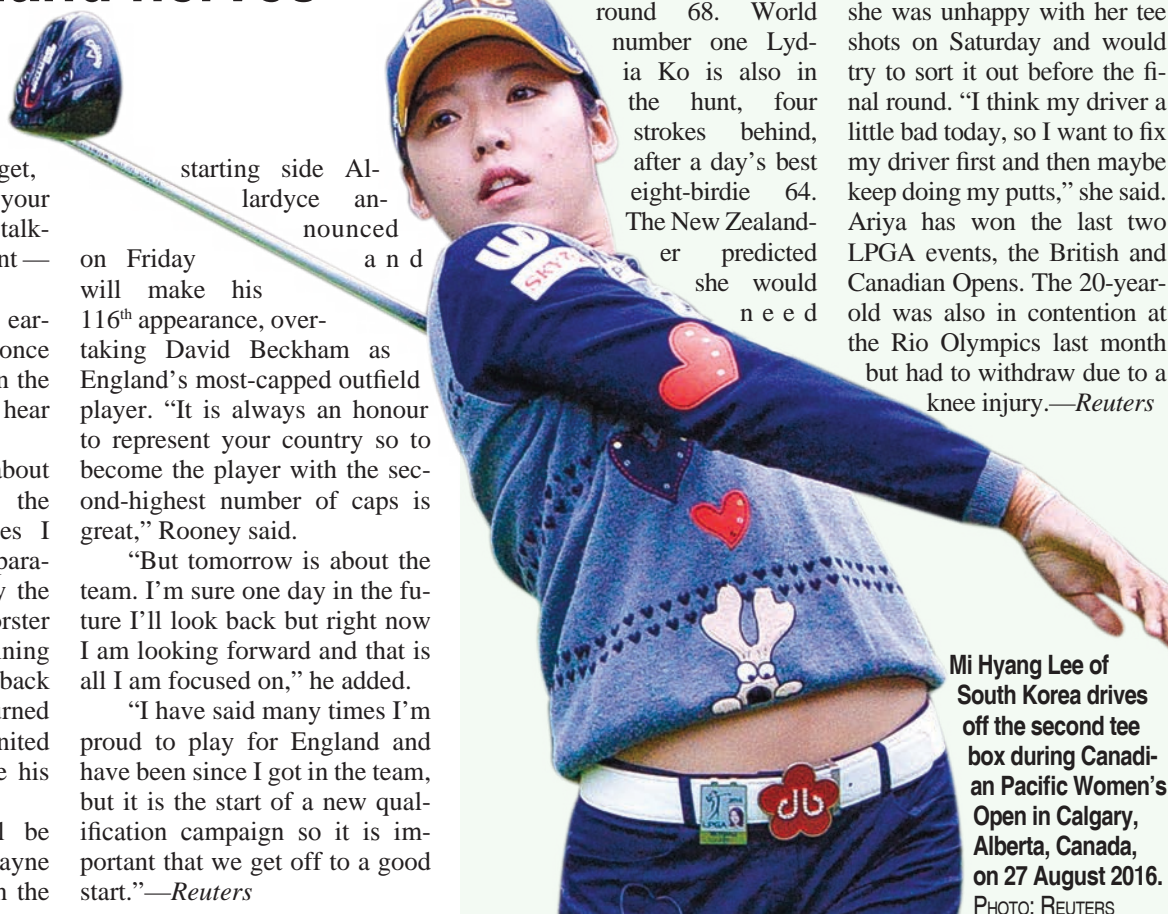 get,
your
talk-
nt —
ear-
once
n the
hear
about
the
es I
para-
y the
rster
ning
back
urned
nited
e his
l be
ayne
n the
starting side Al-
lardyce an-
nounced
on Friday and
will make his
116th appearance, over-
taking David Beckham as
England's most-capped outfield
player. “It is always an honour
to represent your country so to
become the player with the sec-
ond-highest number of caps is
great,” Rooney said.
“But tomorrow is about the
team. I'm sure one day in the fu-
ture I'll look back but right now
I am looking forward and that is
all I am focused on,” he added.
“I have said many times I'm
proud to play for England and
have been since I got in the team,
but it is the start of a new qual-
ification campaign so it is im-
portant that we get off to a good
start.”—Reuters
round 68. World
number one Lyd-
ia Ko is also in
the hunt, four
strokes behind,
after a day's best
eight-birdie 64.
The New Zealand-
er predicted
she would
need
she was unhappy with her tee
shots on Saturday and would
try to sort it out before the fi-
nal round. “I think my driver a
little bad today, so I want to fix
my driver first and then maybe
keep doing my putts,” she said.
Ariya has won the last two
LPGA events, the British and
Canadian Opens. The 20-year-
old was also in contention at
the Rio Olympics last month
but had to withdraw due to a
knee injury.—Reuters
LPGA
Mi Hyang Lee of
South Korea drives
off the second tee
box during Canadi-
an Pacific Women's
Open in Calgary,
Alberta, Canada,
on 27 August 2016.
PHOTO: REUTERS